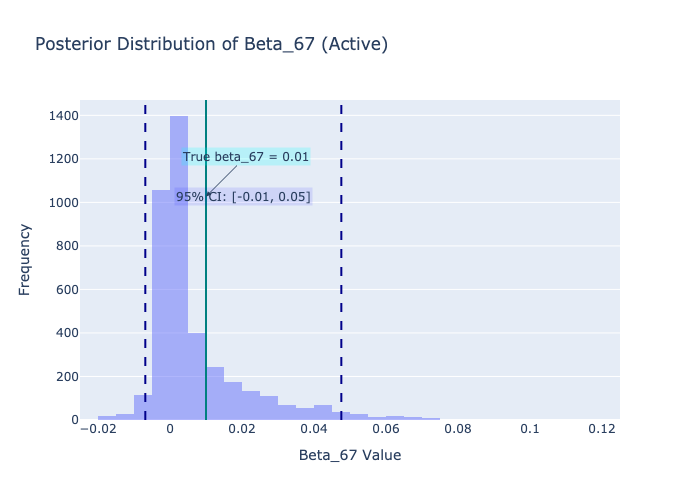 Posterior Distribution of Beta_67 (Active)
1400
1200
1000
800
600
400
200
0
True beta_67 = 0.01
95% CI: [-0.01, 0.05]
Frequency
−0.02 0 0.02 0.04 0.06 0.08 0.1 0.12
Beta_67 Value